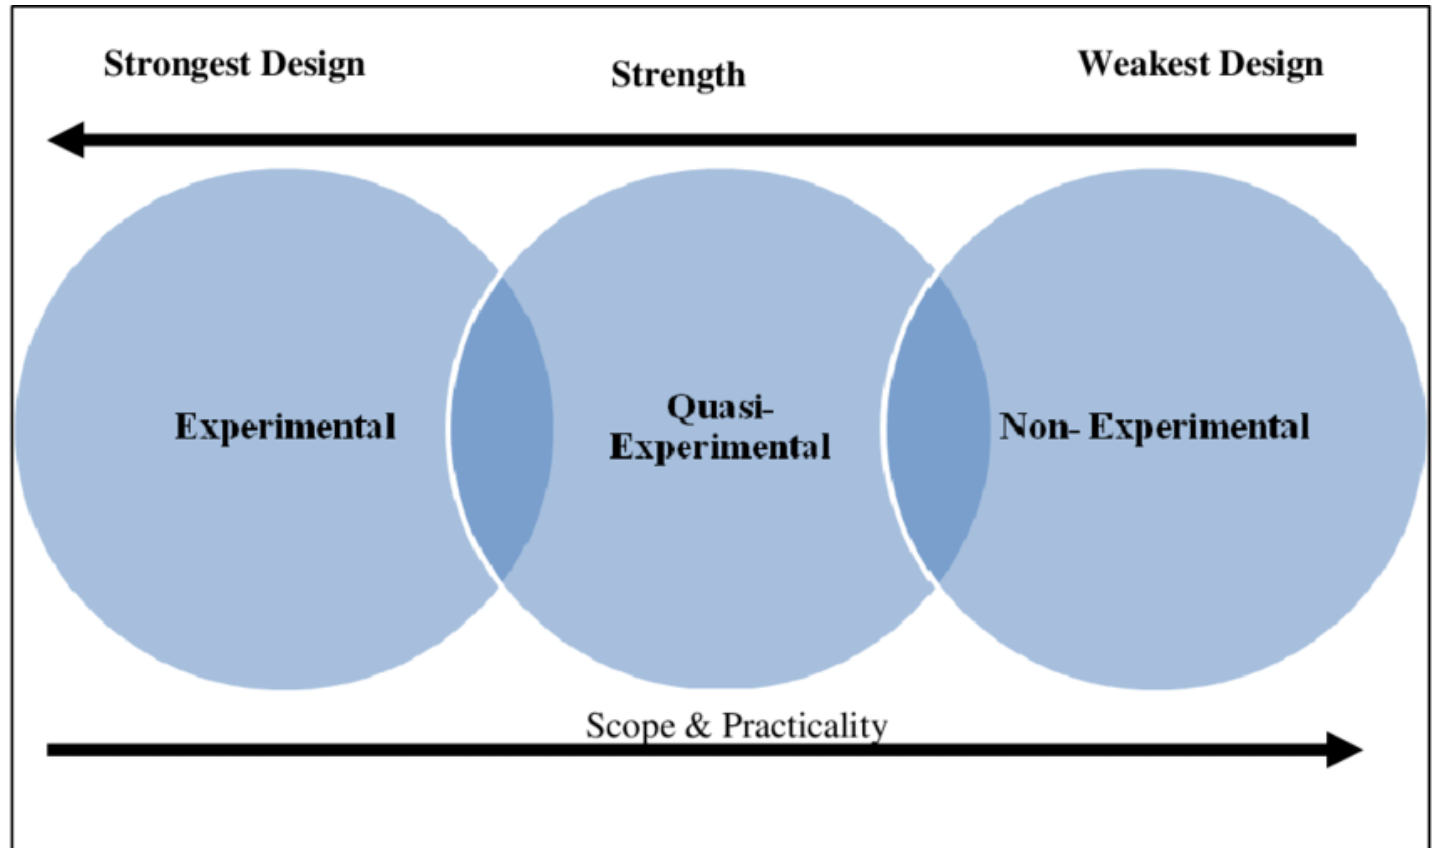 Strongest Design
Strength
Weakest Design
Experimental
Quasi-
Experimental
Non- Experimental
Scope & Practicality